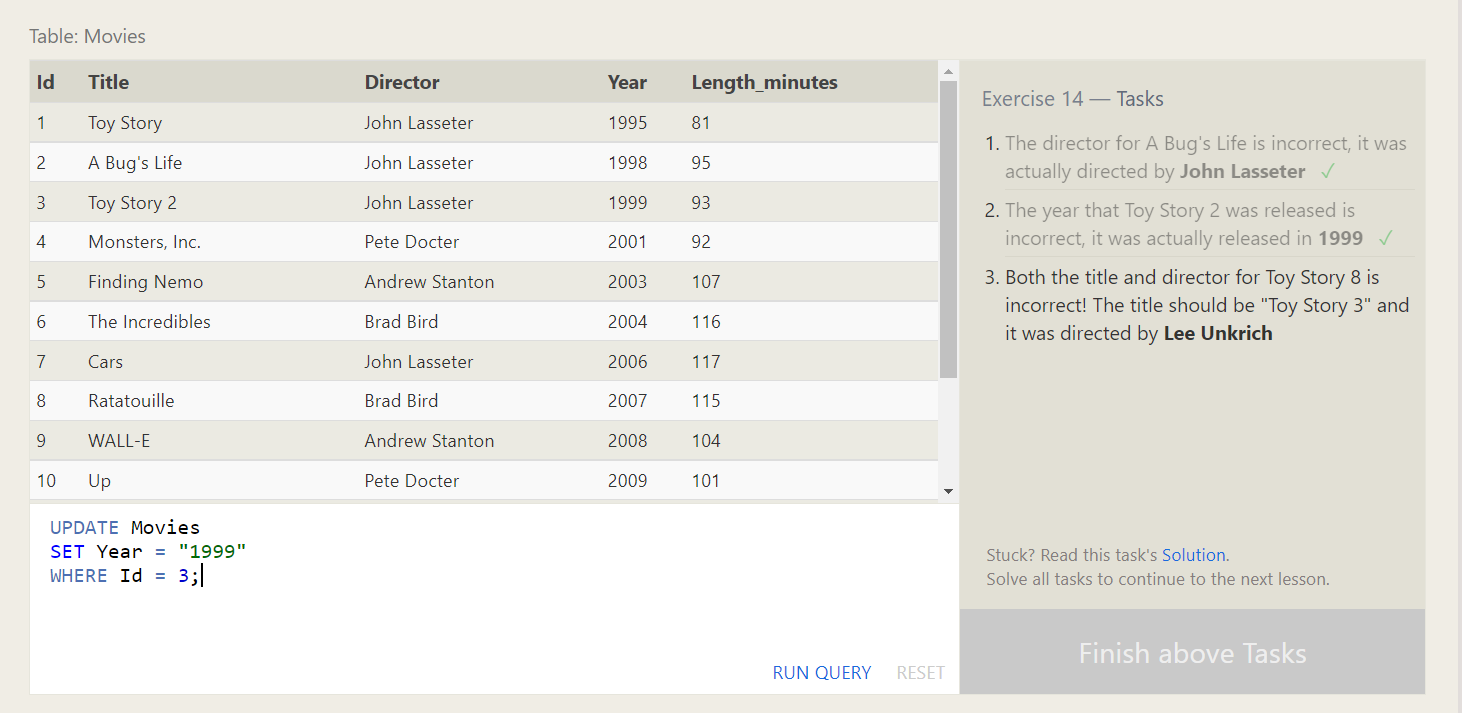 Table: Movies
Id Title Director Year Length_minutes
1 Toy Story John Lasseter 1995 81
2 A Bug's Life John Lasseter 1998 95
3 Toy Story 2 John Lasseter 1999 93
4 Monsters, Inc. Pete Docter 2001 92
5 Finding Nemo Andrew Stanton 2003 107
6 The Incredibles Brad Bird 2004 116
7 Cars John Lasseter 2006 117
8 Ratatouille Brad Bird 2007 115
9 WALL-E Andrew Stanton 2008 104
10 Up Pete Docter 2009 101
UPDATE Movies
SET Year = "1999"
WHERE Id = 3;
RUN QUERY RESET
Exercise 14 — Tasks
1. The director for A Bug's Life is incorrect, it was
actually directed by John Lasseter ✓
2. The year that Toy Story 2 was released is
incorrect, it was actually released in 1999 ✓
3. Both the title and director for Toy Story 8 is
incorrect! The title should be "Toy Story 3" and
it was directed by Lee Unkrich
Stuck? Read this task's Solution.
Solve all tasks to continue to the next lesson.
Finish above Tasks